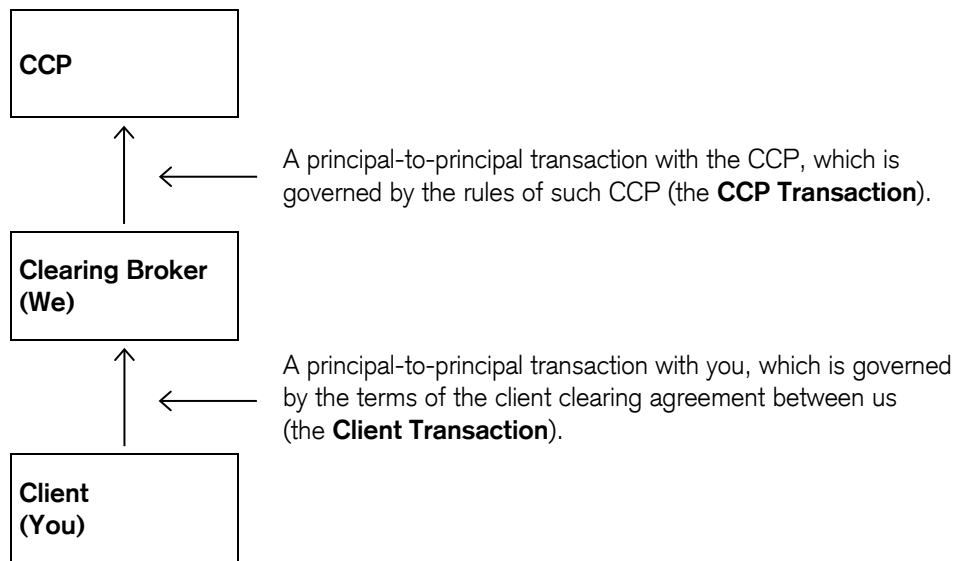 CCP
A principal-to-principal transaction with the CCP, which is
governed by the rules of such CCP (the CCP Transaction).
Clearing Broker
(We)
A principal-to-principal transaction with you, which is governed
by the terms of the client clearing agreement between us
(the Client Transaction).
Client
(You)